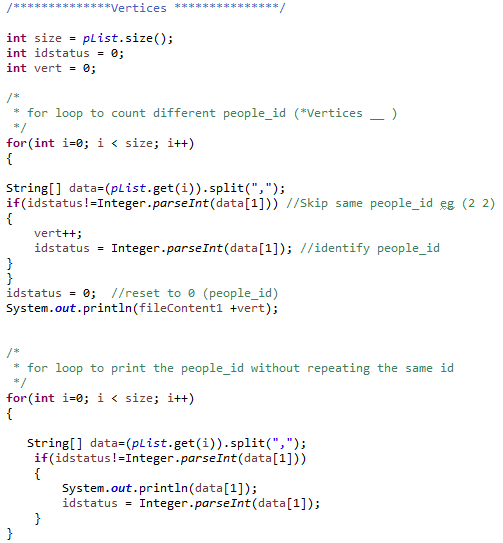 /**************Vertices ***************/
int size = pList.size();
int idstatus = 0;
int vert = 0;
/*
* for loop to count different people_id (*Vertices __ )
*/
for(int i=0; i < size; i++)
{
String[] data=(pList.get(i)).split(",");
if(idstatus!=Integer.parseInt(data[1])) //Skip same people_id eg (2 2)
{
vert++;
idstatus = Integer.parseInt(data[1]); //identify people_id
}
}
idstatus = 0; //reset to 0 (people_id)
System.out.println(fileContent1 +vert);
/*
* for loop to print the people_id without repeating the same id
*/
for(int i=0; i < size; i++)
{
String[] data=(pList.get(i)).split(",");
if(idstatus!=Integer.parseInt(data[1]))
{
System.out.println(data[1]);
idstatus = Integer.parseInt(data[1]);
}
}